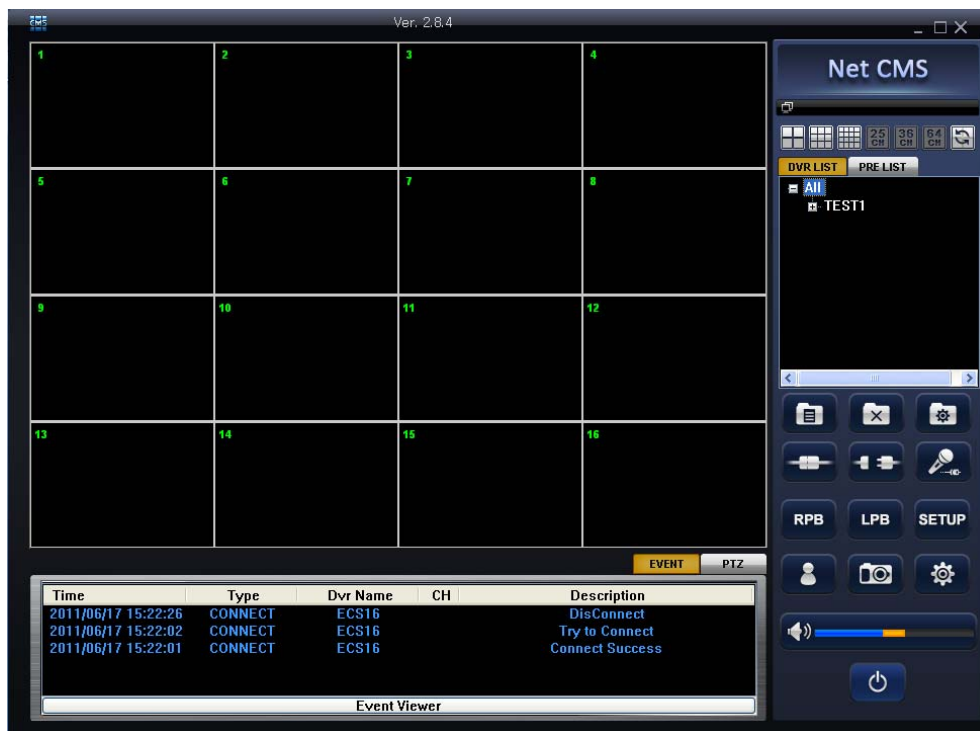 CMS
Ver. 2.8.4
1 2 3 4
5 6 7 8
9 10 11 12
13 14 15 16
Net CMS
25 CH 36 CH 64 CH
DVR LIST PRE LIST
All
TEST1
RPB LPB SETUP
EVENT PTZ
Time Type Dvr Name CH Description
2011/06/17 15:22:26 CONNECT ECS16 DisConnect
2011/06/17 15:22:02 CONNECT ECS16 Try to Connect
2011/06/17 15:22:01 CONNECT ECS16 Connect Success
Event Viewer